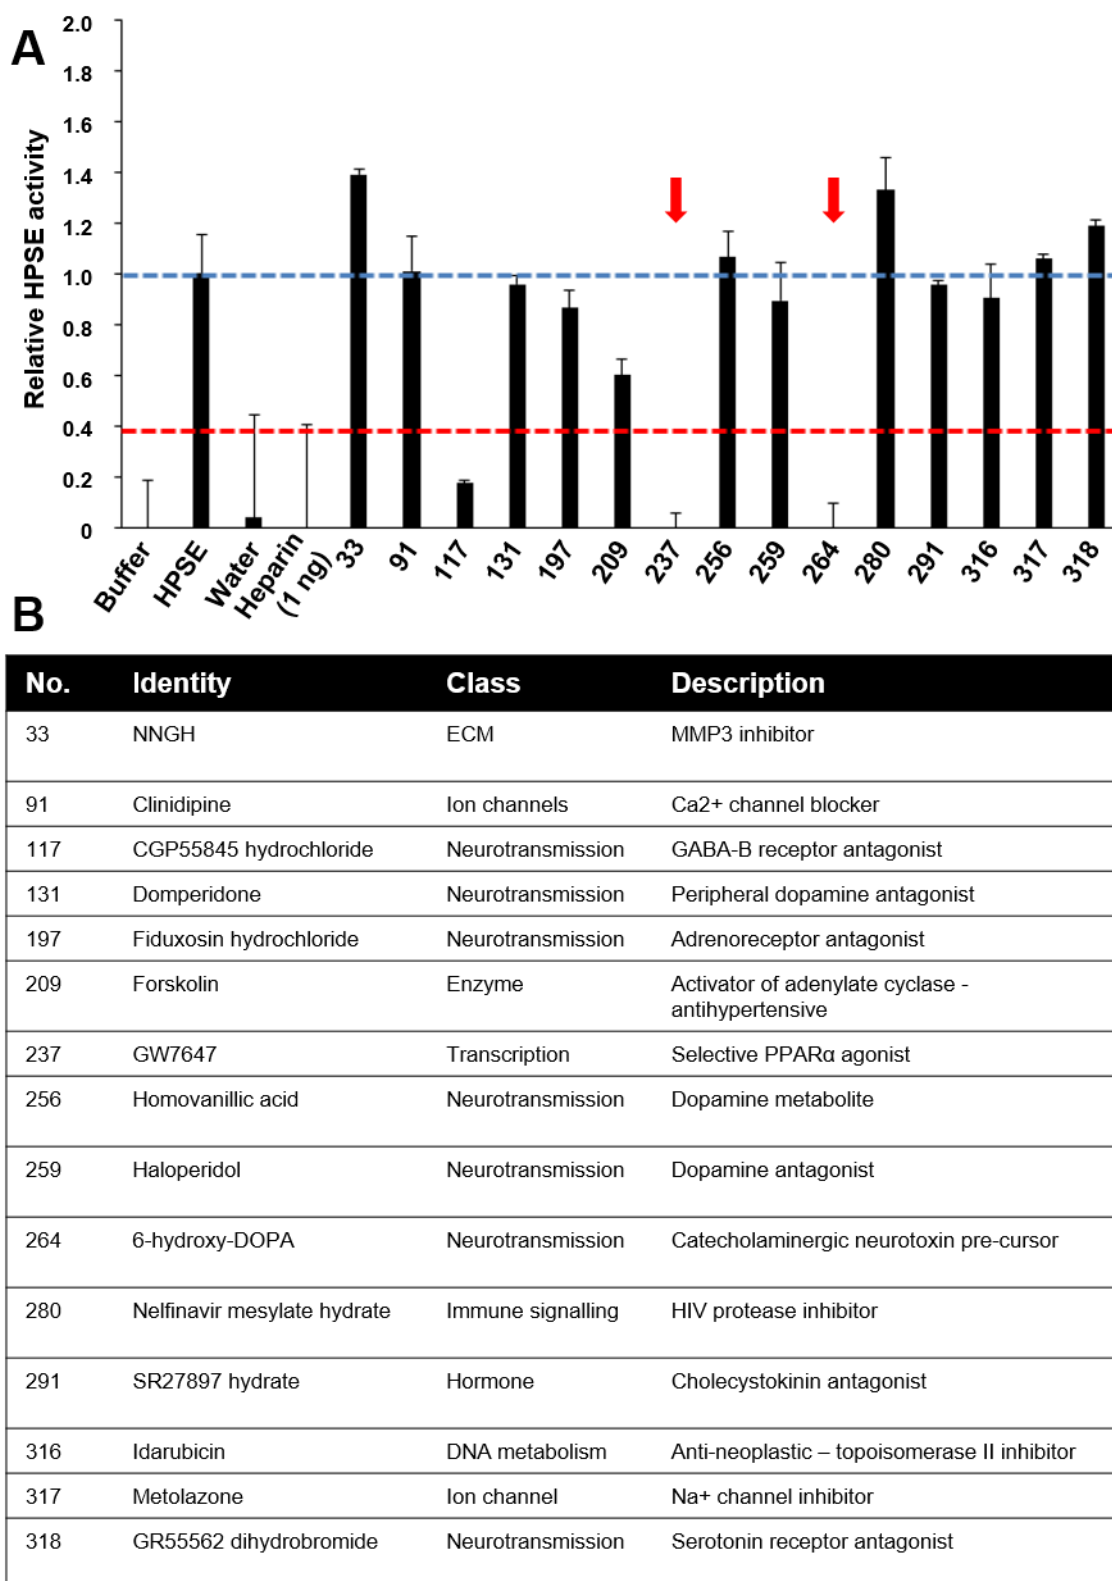 A
Relative HPSE activity
2.0
1.8
1.6
1.4
1.2
1.0
0.8
0.6
0.4
0.2
0
Buffer
HPSE
Water
Heparin
(1 ng)
33
91
117
131
197
209
237
256
259
264
280
291
316
317
318
B
No. Identity Class Description
33 NNGH ECM MMP3 inhibitor
91 Clinidipine Ion channels Ca2+ channel blocker
117 CGP55845 hydrochloride Neurotransmission GABA-B receptor antagonist
131 Domperidone Neurotransmission Peripheral dopamine antagonist
197 Fiduxosin hydrochloride Neurotransmission Adrenoreceptor antagonist
209 Forskolin Enzyme Activator of adenylate cyclase -
antihypertensive
237 GW7647 Transcription Selective PPARα agonist
256 Homovanillic acid Neurotransmission Dopamine metabolite
259 Haloperidol Neurotransmission Dopamine antagonist
264 6-hydroxy-DOPA Neurotransmission Catecholaminergic neurotoxin pre-cursor
280 Nelfinavir mesylate hydrate Immune signalling HIV protease inhibitor
291 SR27897 hydrate Hormone Cholecystokinin antagonist
316 Idarubicin DNA metabolism Anti-neoplastic – topoisomerase II inhibitor
317 Metolazone Ion channel Na+ channel inhibitor
318 GR55562 dihydrobromide Neurotransmission Serotonin receptor antagonist